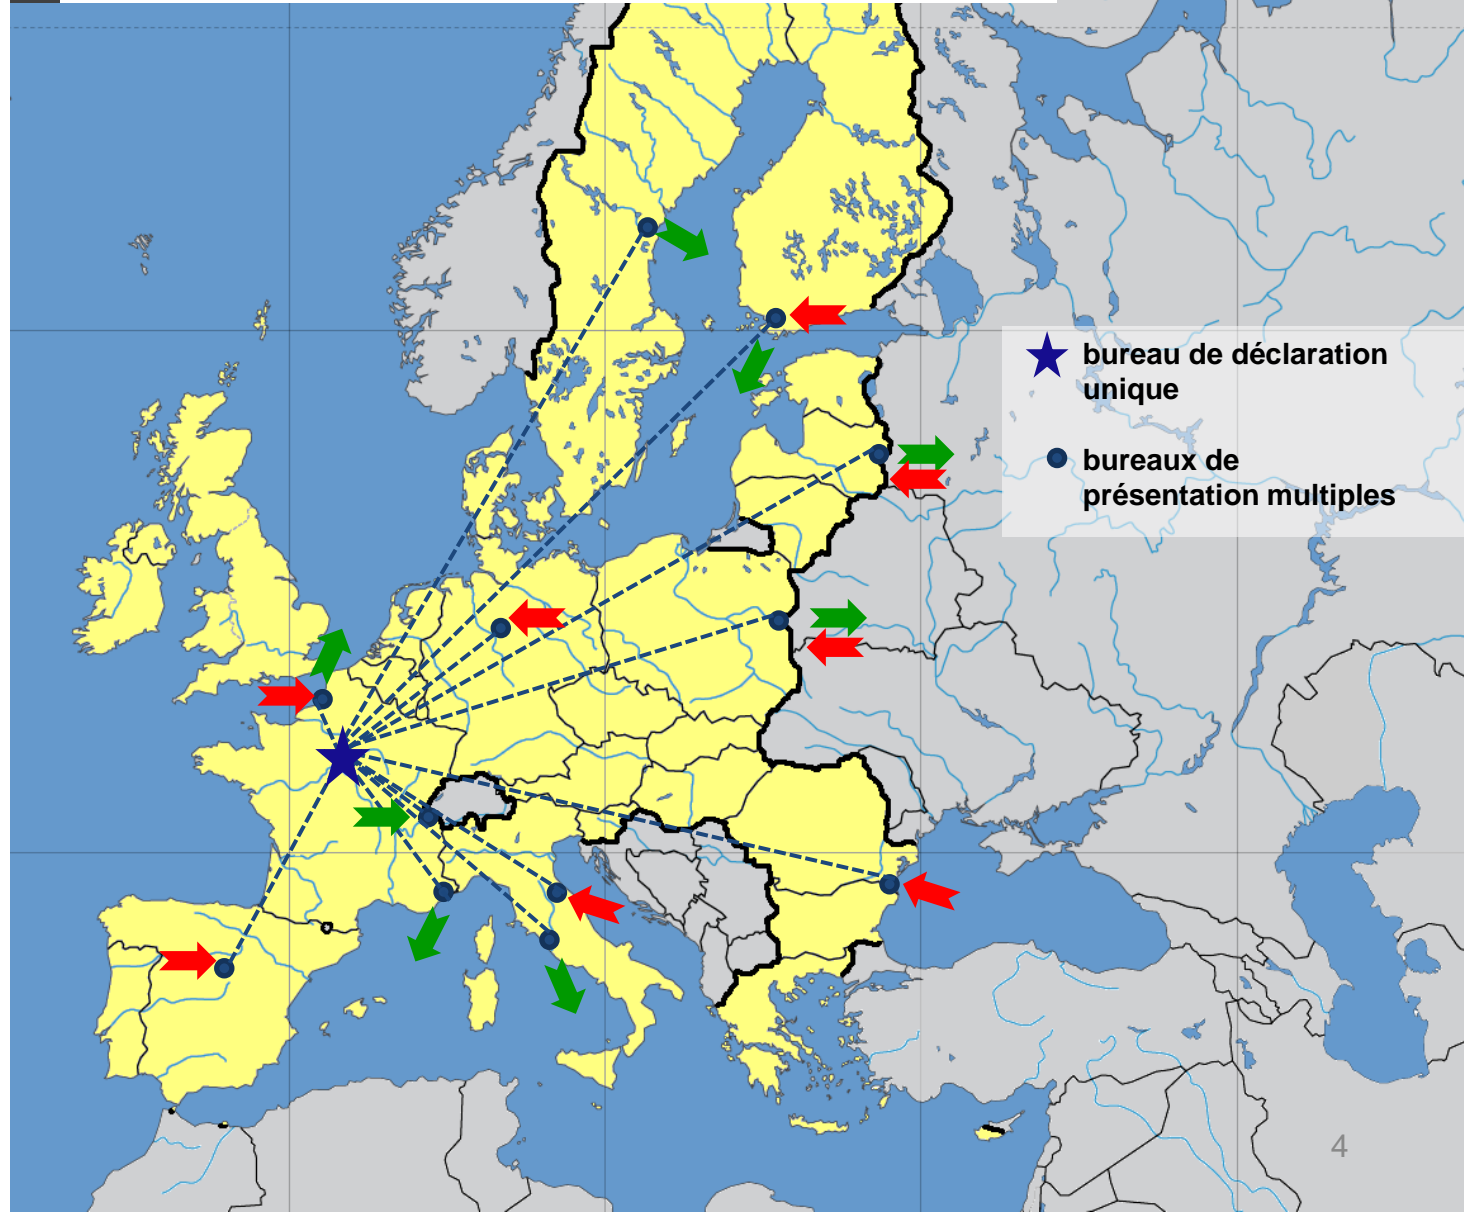 bureau de déclaration
unique
bureaux de
présentation multiples
4